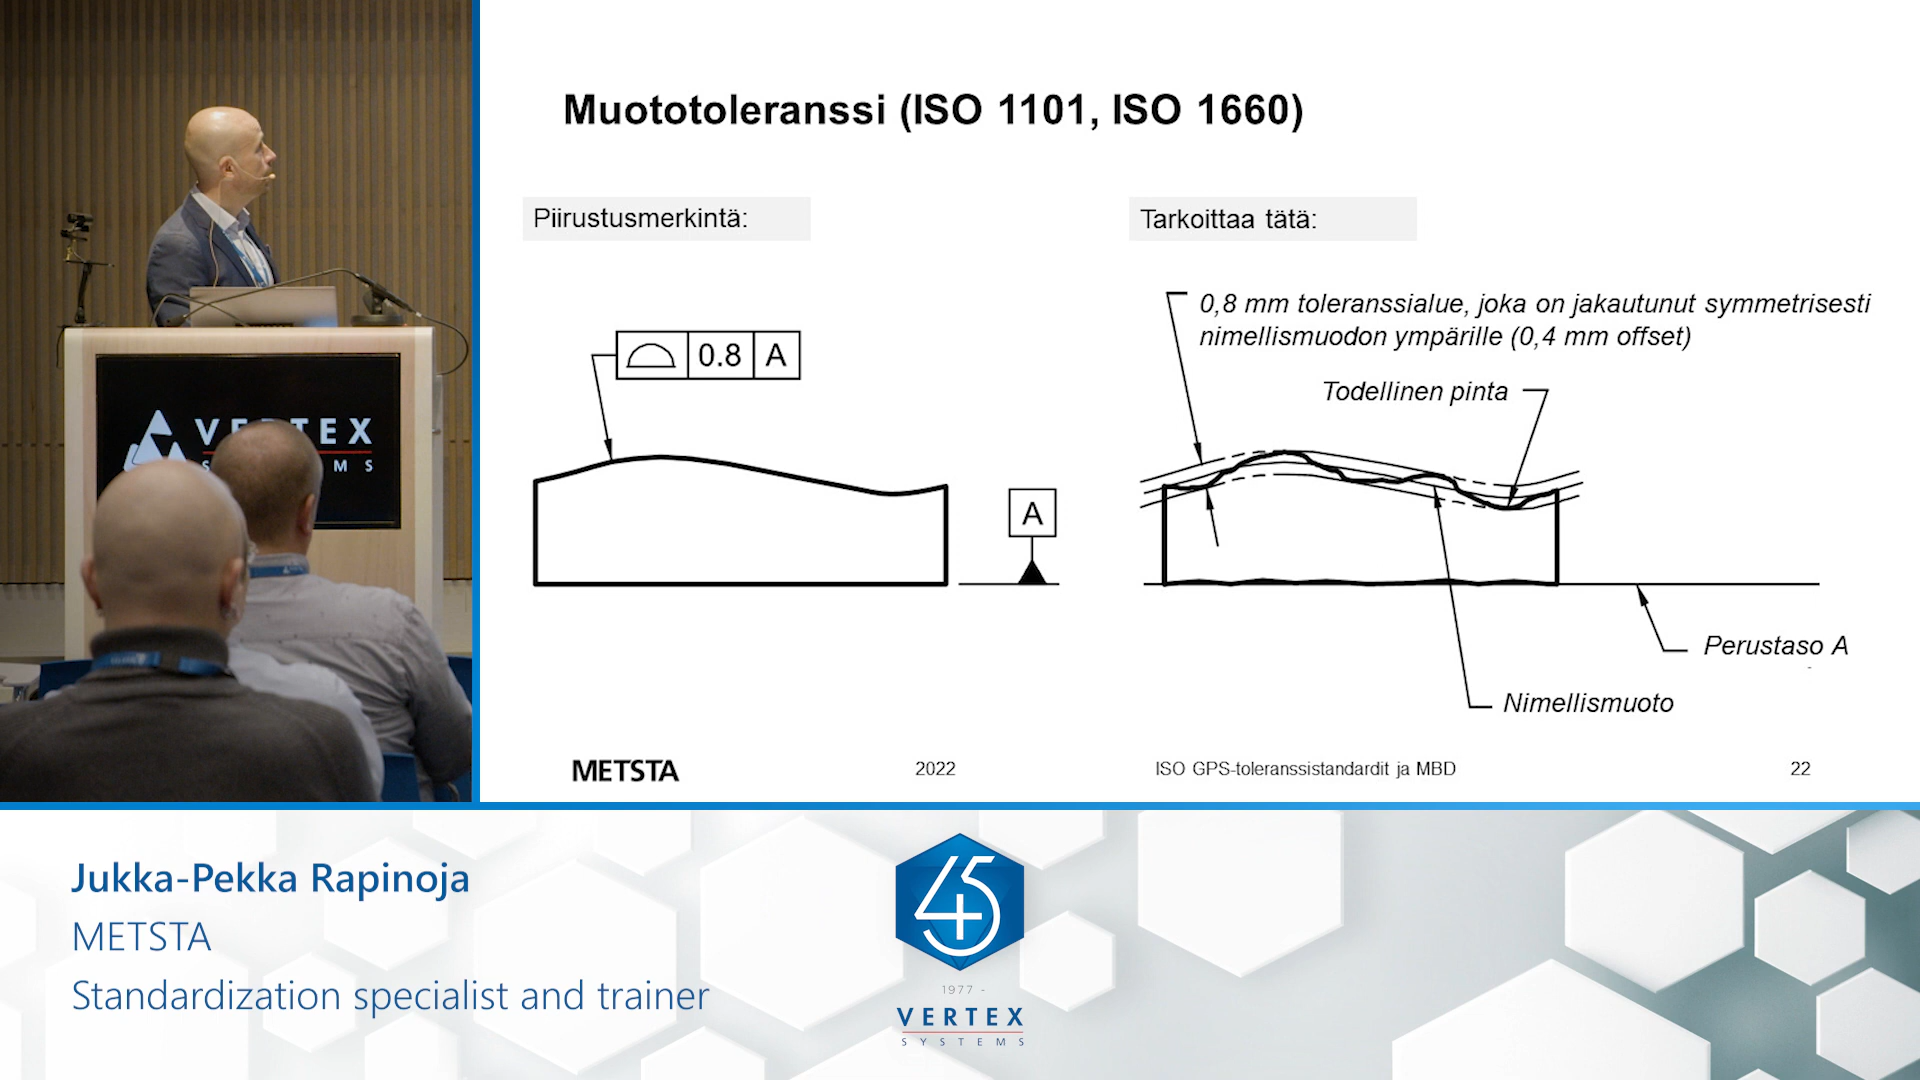 Muototoleranssi (ISO 1101, ISO 1660)
Piirustusmerkintä:
Tarkoittaa tätä:
0.8 A
A
0,8 mm toleranssialue, joka on jakautunut symmetrisesti
nimellismuodon ympärille (0,4 mm offset)
Todellinen pinta
Perustaso A
Nimellismuoto
METSTA
2022
ISO GPS-toleranssistandardit ja MBD
22
Jukka-Pekka Rapinoja
METSTA
Standardization specialist and trainer
45
1977 -
VERTEX
SYSTEMS